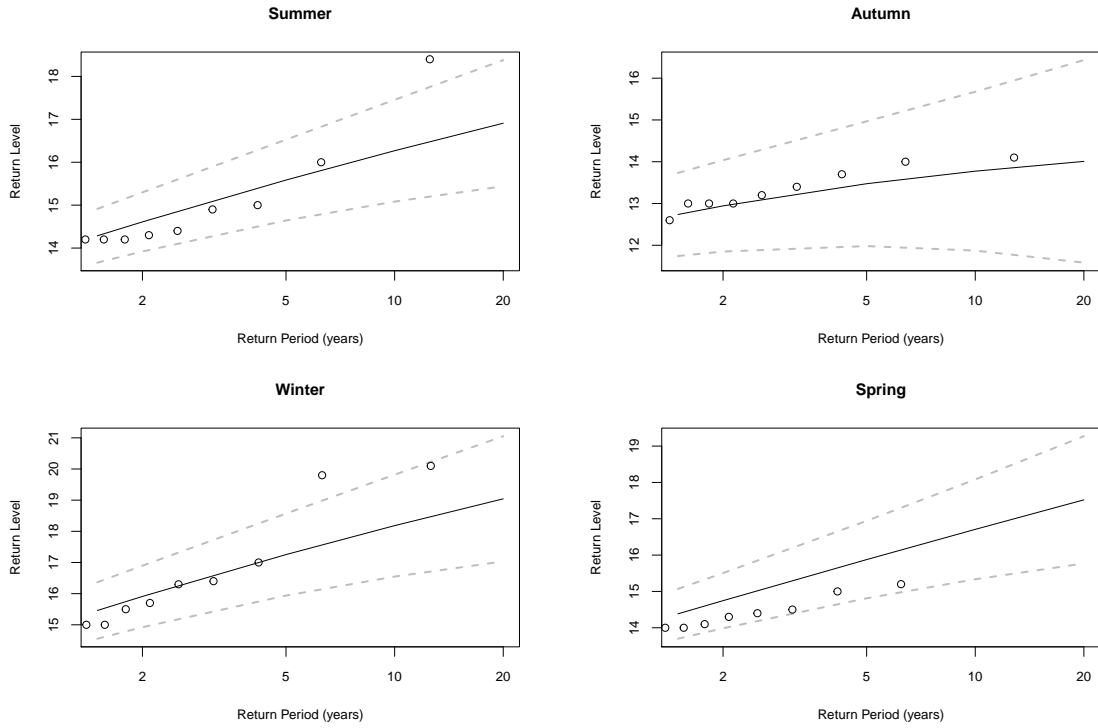 Summer
Return Level
18
17
16
15
14
2 5 10 20
Return Period (years)
Autumn
Return Level
16
15
14
13
12
2 5 10 20
Return Period (years)
Winter
Return Level
21
20
19
18
17
16
15
2 5 10 20
Return Period (years)
Spring
Return Level
19
18
17
16
15
14
2 5 10 20
Return Period (years)